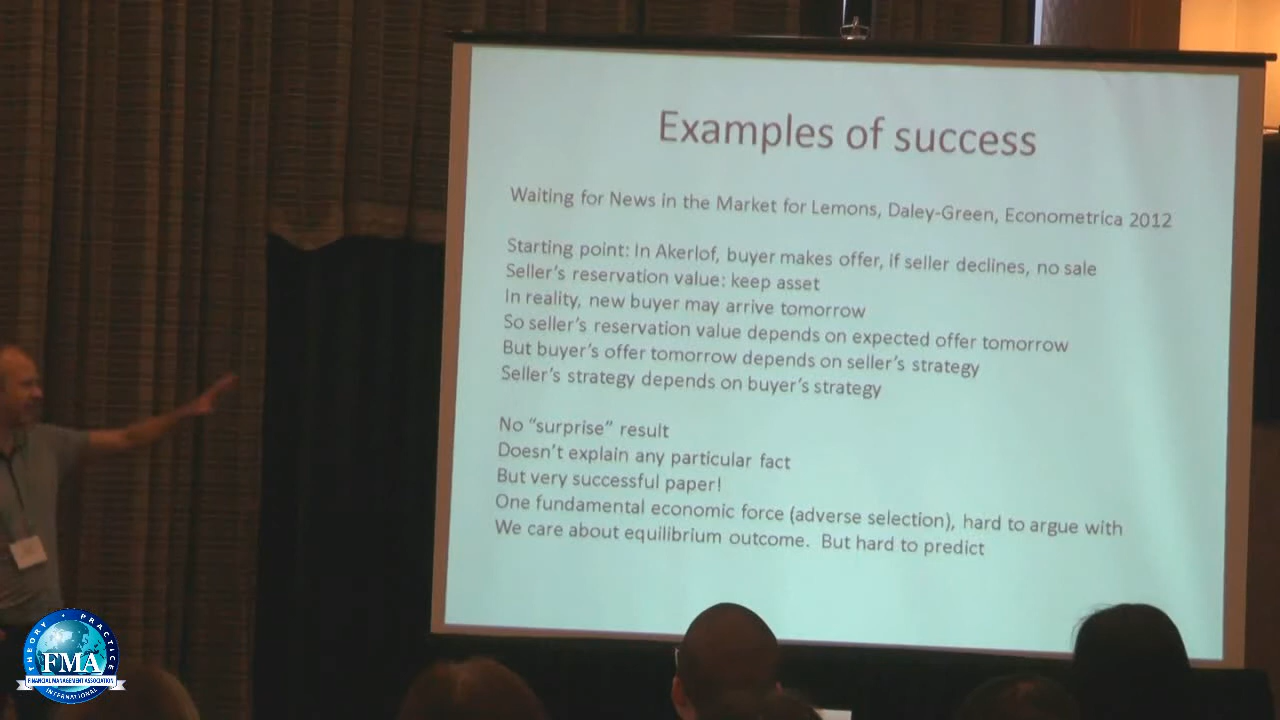 Examples of success
Waiting for News in the Market for Lemons, Daley-Green, Econometrica 2012
Starting point: In Akerlof, buyer makes offer, if seller declines, no sale
Seller's reservation value: keep asset
In reality, new buyer may arrive tomorrow
So seller's reservation value depends on expected offer tomorrow
But buyer's offer tomorrow depends on seller's strategy
Seller's strategy depends on buyer's strategy
No "surprise" result
Doesn't explain any particular fact
But very successful paper!
One fundamental economic force (adverse selection), hard to argue with
We care about equilibrium outcome.  But hard to predict
THEORY • PRACTICE
FMA
FINANCIAL MANAGEMENT ASSOCIATION
INTERNATIONAL